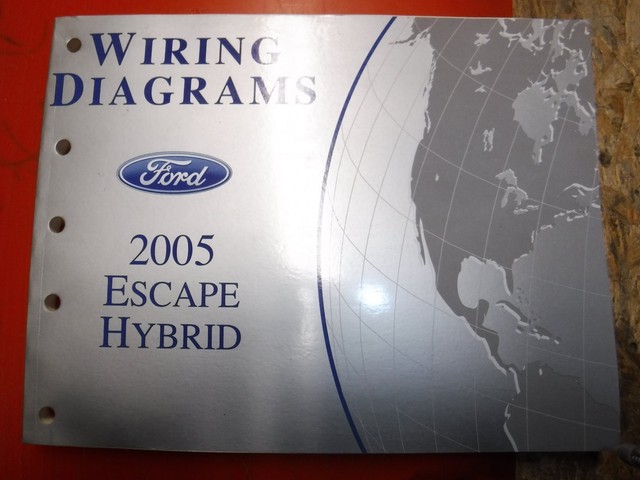 WIRING
DIAGRAMS
Ford
2005
ESCAPE
HYBRID